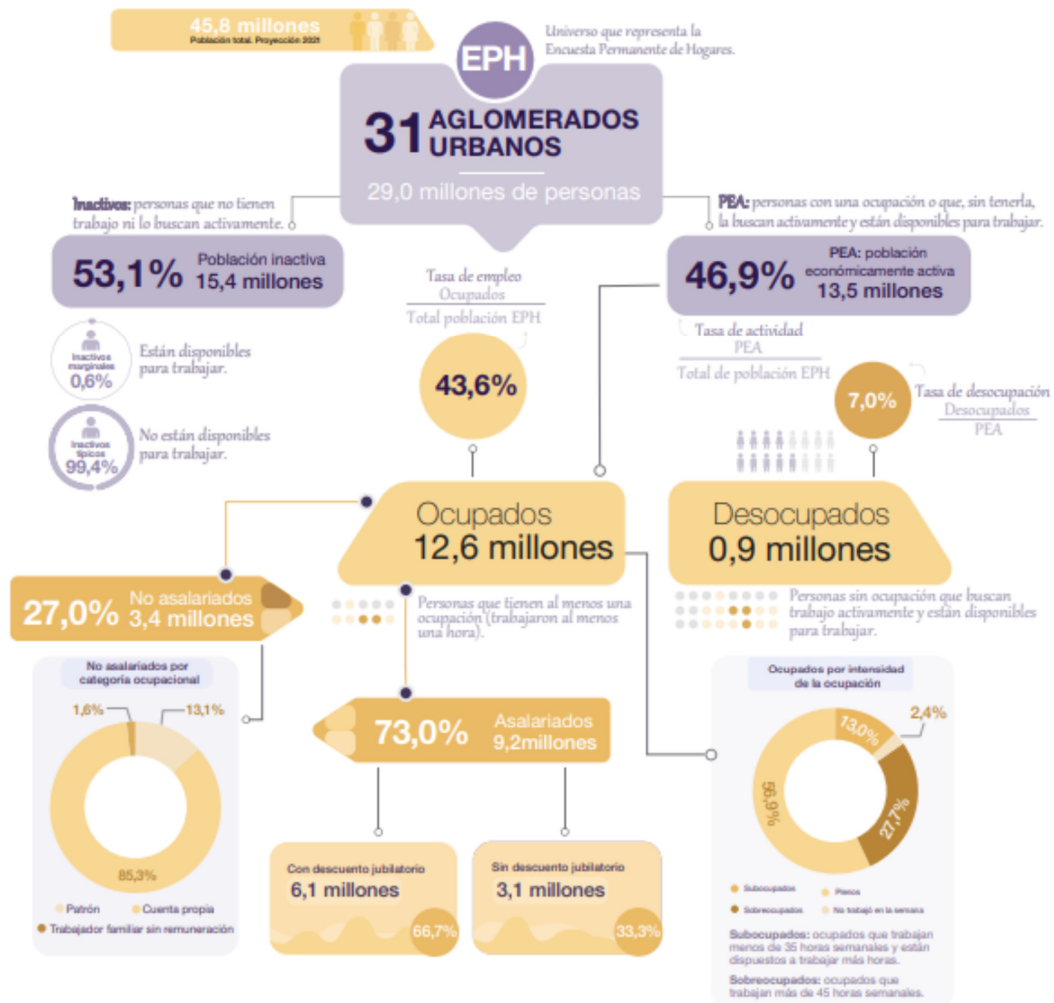 45,8 millones
Población total. Proyección 2021
EPH
Universo que representa la
Encuesta Permanente de Hogares.
31 AGLOMERADOS
URBANOS
29,0 millones de personas
Inactivos: personas que no tienen
trabajo ni lo buscan activamente.
53,1%
Población inactiva
15,4 millones
PEA: personas con una ocupación o que, sin tenerla,
la buscan activamente y están disponibles para trabajar.
46,9%
PEA: población
económicamente activa
13,5 millones
Inactivos
marginales
0,6%
Están disponibles
para trabajar.
Inactivos
típicos
99,4%
No están disponibles
para trabajar.
Tasa de empleo
Ocupados
Total población EPH
43,6%
Tasa de actividad
PEA
Total de población EPH
7,0%
Tasa de desocupación
Desocupados
PEA
Ocupados
12,6 millones
Desocupados
0,9 millones
27,0%
No asalariados
3,4 millones
Personas que tienen al menos una
ocupación (trabajaron al menos
una hora).
Personas sin ocupación que buscan
trabajo activamente y están disponibles
para trabajar.
No asalariados por
categoría ocupacional
1,6%
13,1%
85,3%
Patrón
Cuenta propia
Trabajador familiar sin remuneración
73,0%
Asalariados
9,2millones
Con descuento jubilatorio
6,1 millones
66,7%
Sin descuento jubilatorio
3,1 millones
33,3%
Ocupados por intensidad
de la ocupación
13,0%
2,4%
27,7%
56,9%
Subocupados
Plenos
Sobreocupados
No trabajó en la semana
Subocupados: ocupados que trabajan
menos de 35 horas semanales y están
dispuestos a trabajar más horas.
Sobreocupados: ocupados que
trabajan más de 45 horas semanales.